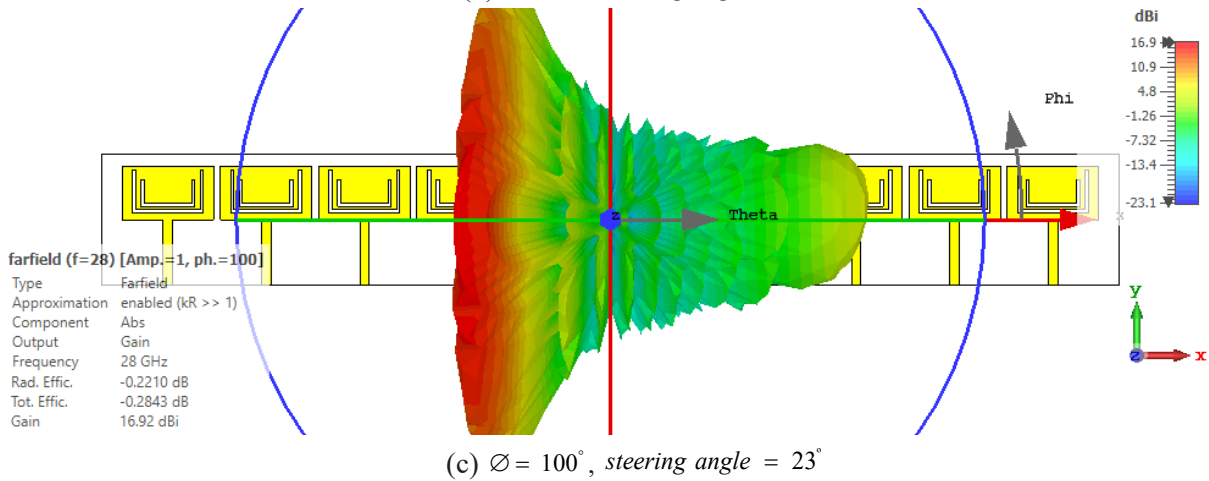 dBi
16.9
10.9
4.8
-1.26
-7.32
-13.4
-23.1
Phi
z
Theta
x
farfield (f=28) [Amp.=1, ph.=100]
Type Farfield
Approximation enabled (kR >> 1)
Component Abs
Output Gain
Frequency 28 GHz
Rad. Effic. -0.2210 dB
Tot. Effic. -0.2843 dB
Gain 16.92 dBi
y
z
x
(c) ∅ = 100°, steering angle = 23°